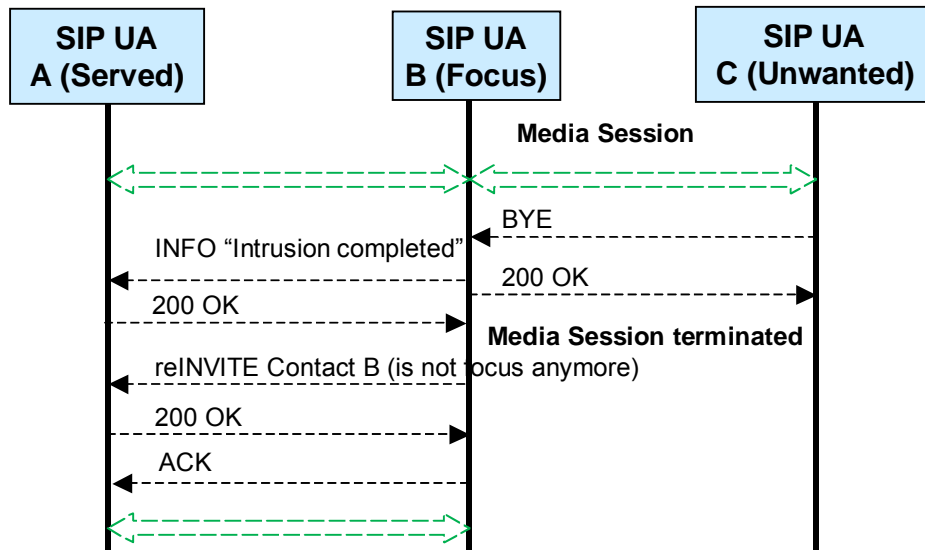 SIP UA
A (Served)
SIP UA
B (Focus)
SIP UA
C (Unwanted)
Media Session
BYE
INFO “Intrusion completed”
200 OK
200 OK
Media Session terminated
reINVITE Contact B (is not focus anymore)
200 OK
ACK